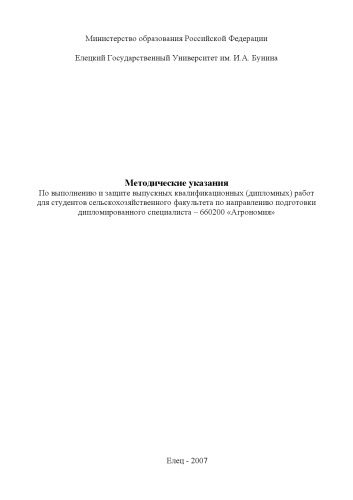 Министерство образования Российской Федерации
Елецкий Государственный Университет им. И.А. Бунина
Методические указания
По выполнению и защите выпускных квалификационных (дипломных) работ
для студентов сельскохозяйственного факультета по направлению подготовки
дипломированного специалиста – 660200 «Агрономия»
Елец - 2007